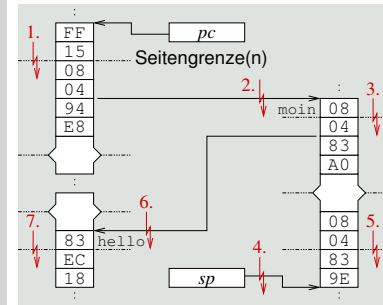 1.
FF
pc
15
Seitengrenze(n)
08
04
2.
3.
94
moin
08
E8
04
83
A0
6.
7.
08
83
hello
4.
5.
04
EC
83
18
sp
9E